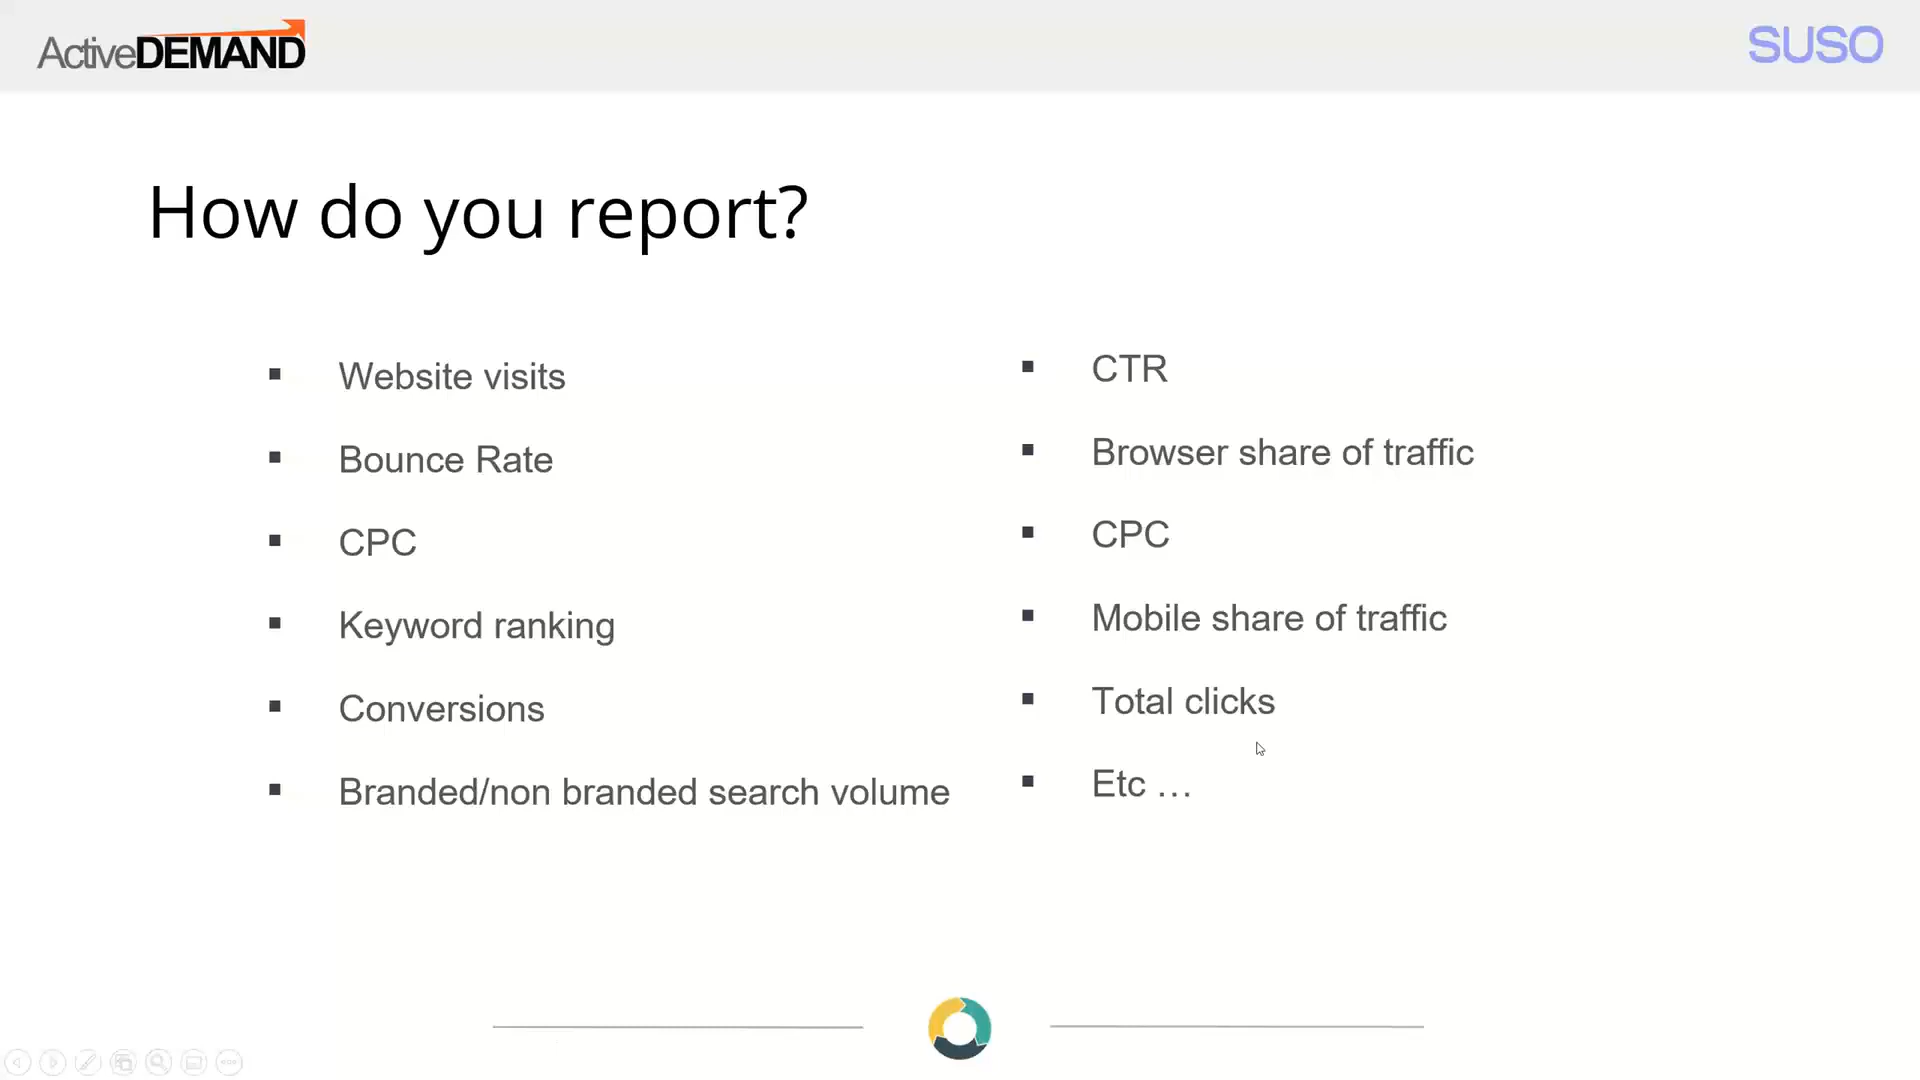 ActiveDEMAND
SUSO
How do you report?
Website visits
Bounce Rate
CPC
Keyword ranking
Conversions
Branded/non branded search volume
CTR
Browser share of traffic
CPC
Mobile share of traffic
Total clicks
Etc …